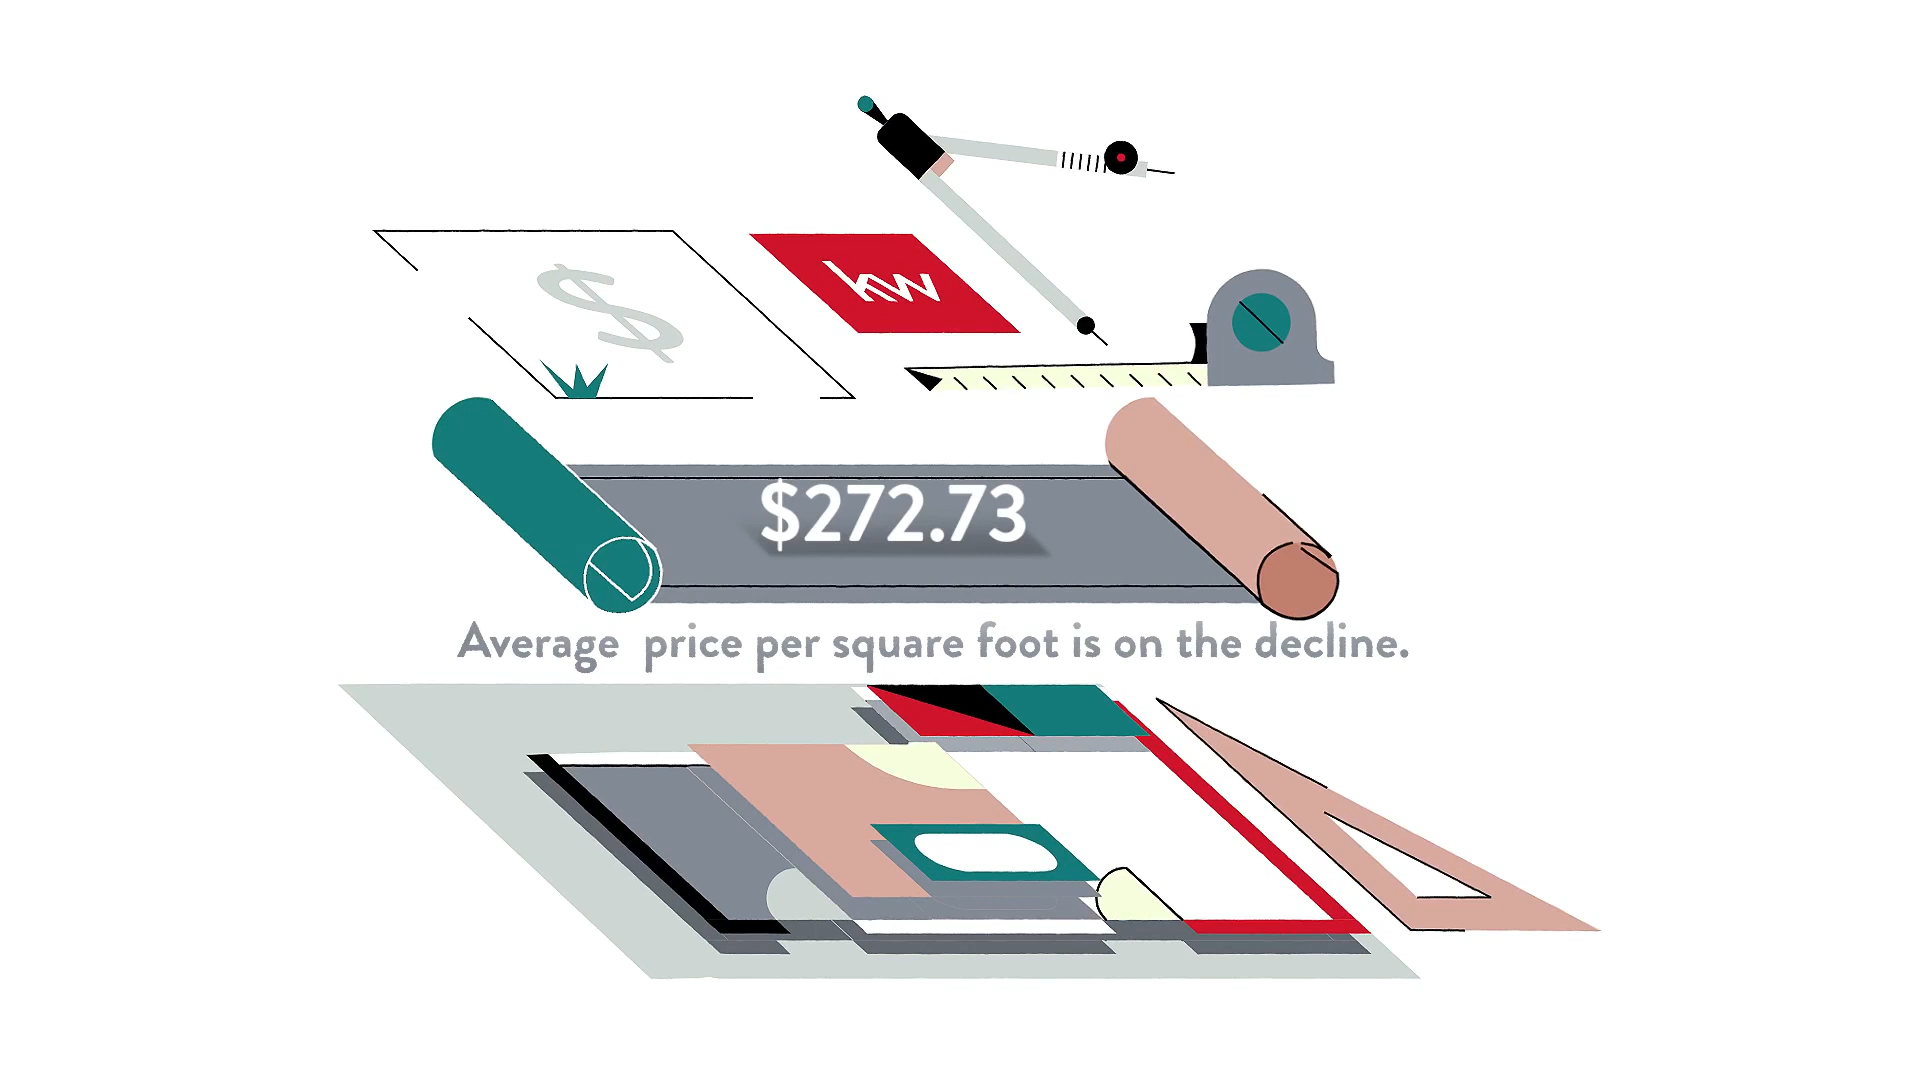 $
kw
$272.73
Average price per square foot is on the decline.